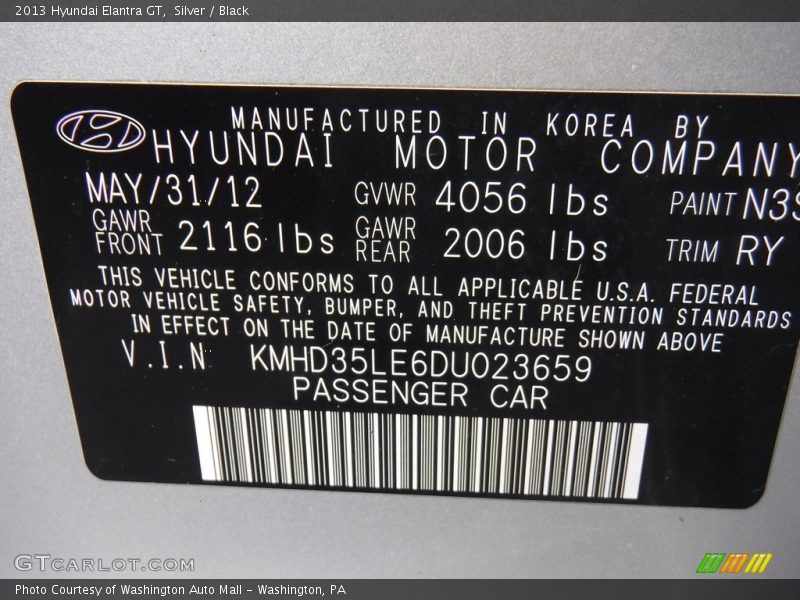 2013 Hyundai Elantra GT, Silver / Black
MANUFACTURED IN KOREA BY
HYUNDAI MOTOR COMPANY
MAY/31/12 GVWR 4056 lbs PAINT N3S
GAWR FRONT 2116 lbs GAWR REAR 2006 lbs TRIM RY
THIS VEHICLE CONFORMS TO ALL APPLICABLE U.S.A. FEDERAL
MOTOR VEHICLE SAFETY, BUMPER, AND THEFT PREVENTION STANDARDS
IN EFFECT ON THE DATE OF MANUFACTURE SHOWN ABOVE
V.I.N KMHD35LE6DU023659
PASSENGER CAR
GTCARLOT.COM
Photo Courtesy of Washington Auto Mall - Washington, PA